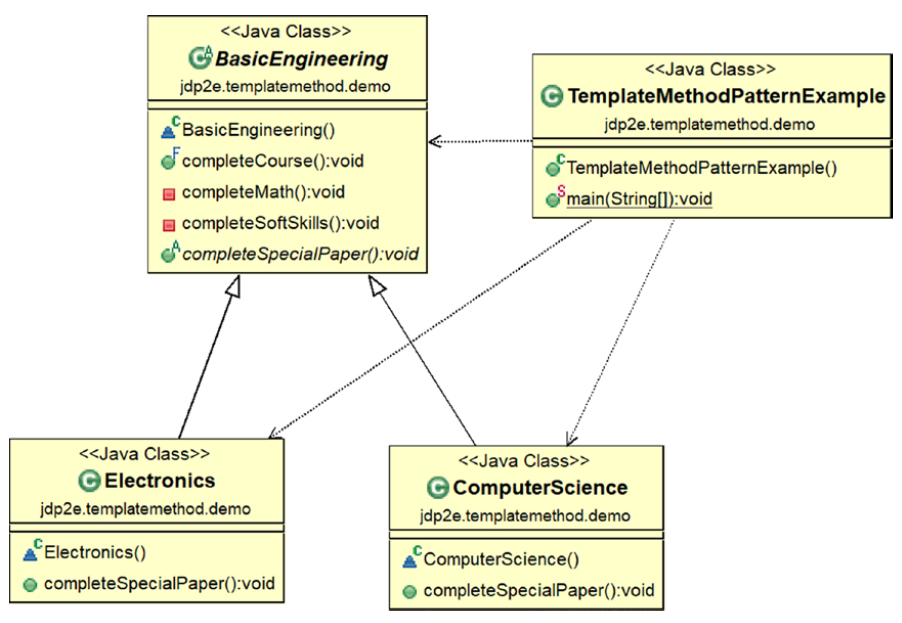 <<Java Class>>
BasicEngineering
jdp2e.templatemethod.demo
BasicEngineering()
completeCourse():void
completeMath():void
completeSoftSkills():void
completeSpecialPaper():void
<<Java Class>>
TemplateMethodPatternExample
jdp2e.templatemethod.demo
TemplateMethodPatternExample()
main(String[]):void
<<Java Class>>
Electronics
jdp2e.templatemethod.demo
Electronics()
completeSpecialPaper():void
<<Java Class>>
ComputerScience
jdp2e.templatemethod.demo
ComputerScience()
completeSpecialPaper():void